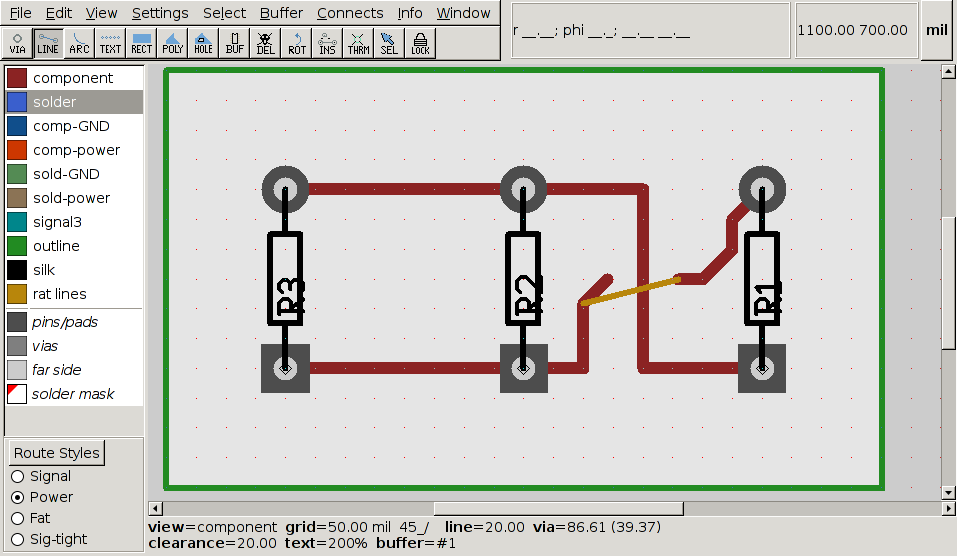 File Edit View Settings Select Buffer Connects Info Window
r __.__; phi __._; __.__ __.__
1100.00 700.00
mil
VIA LINE ARC TEXT RECT POLY HOLE BUF DEL ROT INS THRM SEL LOCK
component
solder
comp-GND
comp-power
sold-GND
sold-power
signal3
outline
silk
rat lines
pins/pads
vias
far side
solder mask
R3 R2 R1
Route Styles
Signal
Power
Fat
Sig-tight
view=component grid=50.00 mil 45_/ line=20.00 via=86.61 (39.37)
clearance=20.00 text=200% buffer=#1